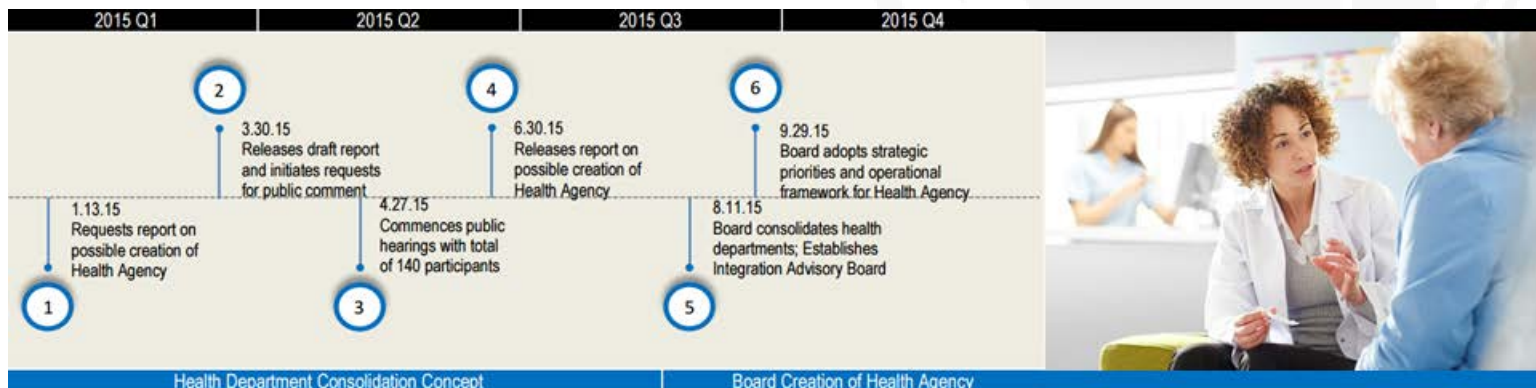 2015 Q1
2015 Q2
2015 Q3
2015 Q4
2
3.30.15
Releases draft report
and initiates requests
for public comment
4
6.30.15
Releases report on
possible creation of
Health Agency
6
9.29.15
Board adopts strategic
priorities and operational
framework for Health Agency
1.13.15
Requests report on
possible creation of
Health Agency
1
4.27.15
Commences public
hearings with total
of 140 participants
3
8.11.15
Board consolidates health
departments; Establishes
Integration Advisory Board
5
Health Department Consolidation Concept
Board Creation of Health Agency